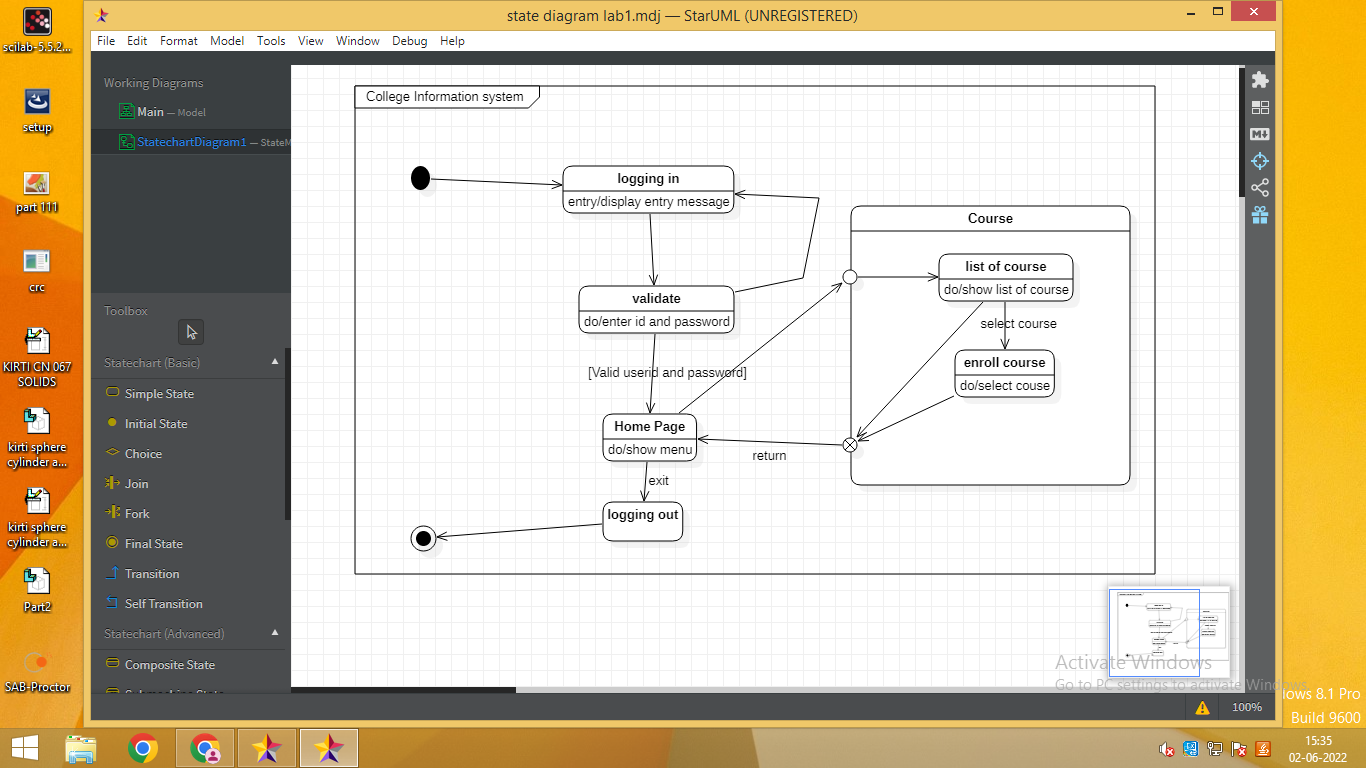 state diagram lab1.mdj — StarUML (UNREGISTERED)
File Edit Format Model Tools View Window Debug Help
scilab-5.5.2...
setup
part 111
crc
KIRTI CN 067
SOLIDS
kirti sphere
cylinder a...
kirti sphere
cylinder a...
Part2
SAB-Proctor
Working Diagrams
Main — Model
StatechartDiagram1 — StateM
Toolbox
Statechart (Basic)
Simple State
Initial State
Choice
Join
Fork
Final State
Transition
Self Transition
Statechart (Advanced)
Composite State
College Information system
logging in
entry/display entry message
validate
do/enter id and password
[Valid userid and password]
Home Page
do/show menu
exit
logging out
return
Course
list of course
do/show list of course
select course
enroll course
do/select couse
M↓
Activate Windows
Go to PC settings to activate Windows.
100%
lows 8.1 Pro
Build 9600
15:35
02-06-2022